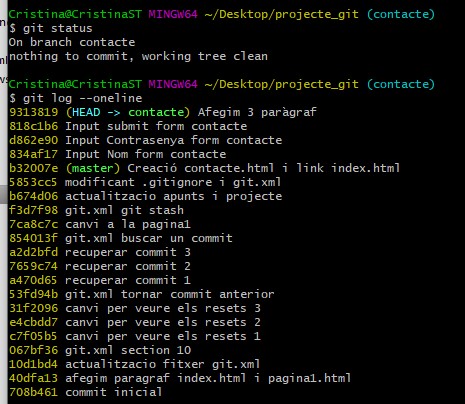 Cristina@CristinaST MINGW64 ~/Desktop/projecte_git (contacte)
$ git status
On branch contacte
nothing to commit, working tree clean
Cristina@CristinaST MINGW64 ~/Desktop/projecte_git (contacte)
$ git log --oneline
9313819 (HEAD -> contacte) Afegim 3 paràgraf
818c1b6 Input submit form contacte
d862e90 Input Contrasenya form contacte
834af17 Input Nom form contacte
b32007e (master) Creació contacte.html i link index.html
5853cc5 modificant .gitignore i git.xml
b674d06 actualitzacio apunts i projecte
f3d7f98 git.xml git stash
7ca8c7c canvi a la pagina1
854013f git.xml buscar un commit
a2d2bfd recuperar commit 3
7659c74 recuperar commit 2
a470d65 recuperar commit 1
53fd94b git.xml tornar commit anterior
31f2096 canvi per veure els resets 3
e4cbdd7 canvi per veure els resets 2
c7f05b5 canvi per veure els resets 1
067bf36 git.xml section 10
10d1bd4 actualitzacio fitxer git.xml
40dfa13 afegim paragraf index.html i pagina1.html
708b461 commit inicial